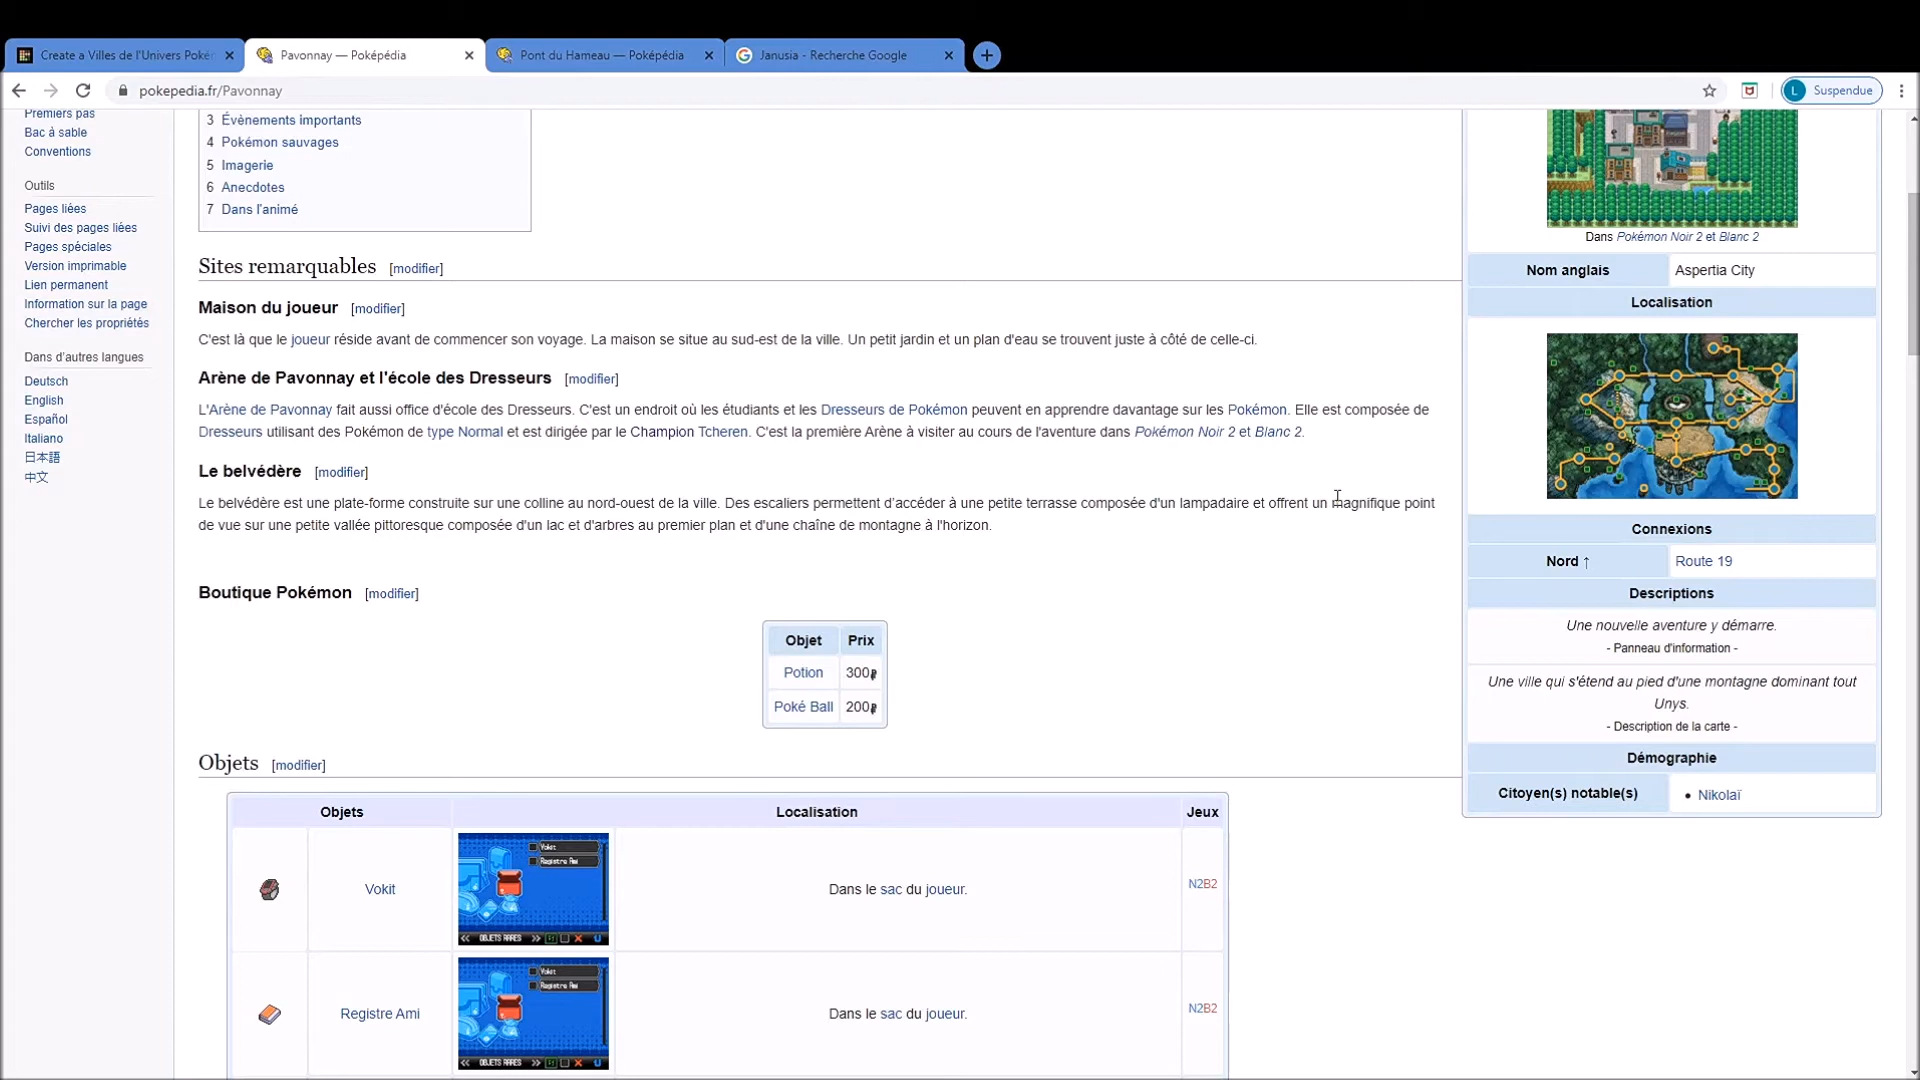 Create a Villes de l'Univers Poké
Pavonnay — Poképédia
Pont du Hameau — Poképédia
Janusia - Recherche Google
pokepedia.fr/Pavonnay
L Suspendue
Premiers pas
Bac à sable
Conventions
Outils
Pages liées
Suivi des pages liées
Pages spéciales
Version imprimable
Lien permanent
Information sur la page
Chercher les propriétés
Dans d'autres langues
Deutsch
English
Español
Italiano
日本語
中文
3 Évènements importants
4 Pokémon sauvages
5 Imagerie
6 Anecdotes
7 Dans l'animé
Sites remarquables [modifier]
Maison du joueur [modifier]
C'est là que le joueur réside avant de commencer son voyage. La maison se situe au sud-est de la ville. Un petit jardin et un plan d'eau se trouvent juste à côté de celle-ci.
Arène de Pavonnay et l'école des Dresseurs [modifier]
L'Arène de Pavonnay fait aussi office d'école des Dresseurs. C'est un endroit où les étudiants et les Dresseurs de Pokémon peuvent en apprendre davantage sur les Pokémon. Elle est composée de
Dresseurs utilisant des Pokémon de type Normal et est dirigée par le Champion Tcheren. C'est la première Arène à visiter au cours de l'aventure dans Pokémon Noir 2 et Blanc 2.
Le belvédère [modifier]
Le belvédère est une plate-forme construite sur une colline au nord-ouest de la ville. Des escaliers permettent d'accéder à une petite terrasse composée d'un lampadaire et offrent un magnifique point
de vue sur une petite vallée pittoresque composée d'un lac et d'arbres au premier plan et d'une chaîne de montagne à l'horizon.
Boutique Pokémon [modifier]
Objet Prix
Potion 300₽
Poké Ball 200₽
Objets [modifier]
Objets Localisation Jeux
Vokit
Registre Ami
OBJETS RARES
Vokit Dans le sac du joueur. N2B2
Vokit
Registre Ami
OBJETS RARES
Registre Ami Dans le sac du joueur. N2B2
Dans Pokémon Noir 2 et Blanc 2
Nom anglais Aspertia City
Localisation
Connexions
Nord ↑ Route 19
Descriptions
Une nouvelle aventure y démarre.
- Panneau d'information -
Une ville qui s'étend au pied d'une montagne dominant tout
Unys.
- Description de la carte -
Démographie
Citoyen(s) notable(s) • Nikolaï